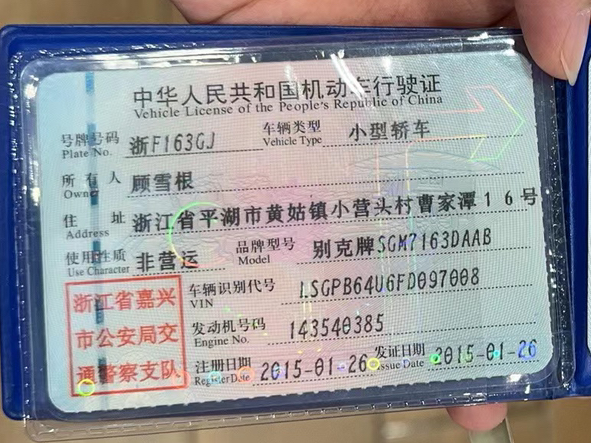 中华人民共和国机动车行驶证
Vehicle License of the People's Republic of China
号牌号码 浙F163GJ 车辆类型 小型轿车
Plate No. Vehicle Type
所有人 顾雪根
Owner
住址 浙江省平湖市黄姑镇小营头村曹家潭16号
Address
使用性质 非营运 品牌型号 别克牌SGM7163DAAB
Use Character Model
浙江省嘉兴
市公安局交
通警察支队
车辆识别代号 LSGPB64U6FD097008
VIN
发动机号码 143540385
Engine No.
注册日期 2015-01-26 发证日期 2015-01-26
Register Date Issue Date